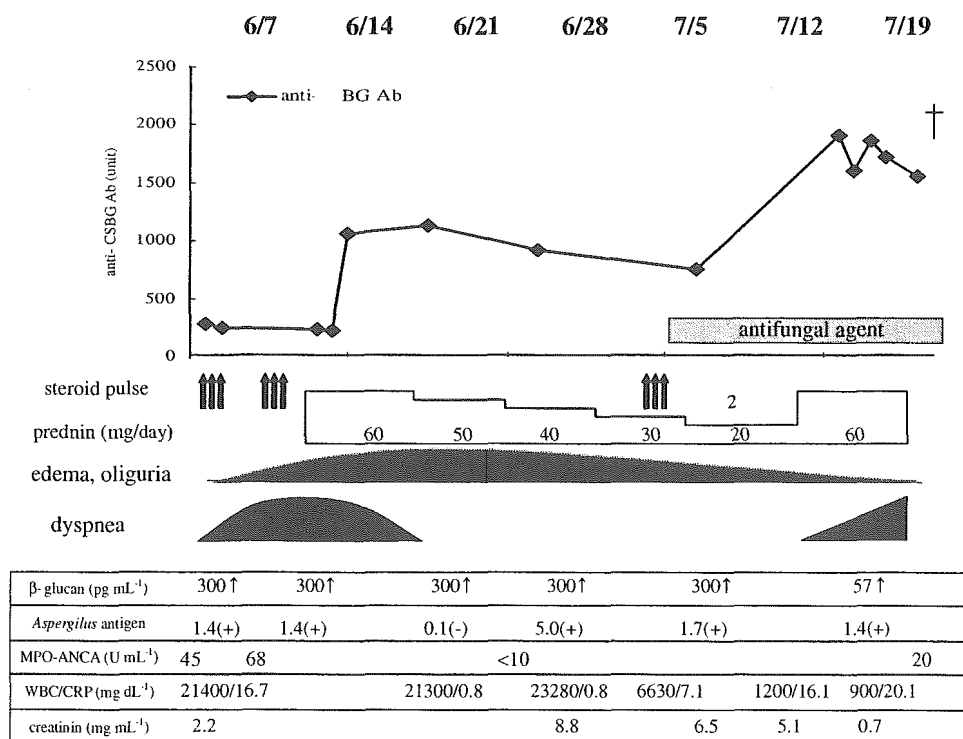 6/7 6/14 6/21 6/28 7/5 7/12 7/19
2500
anti- BG Ab
2000
†
1500
1000
500
antifungal agent
0
anti- CSBG Ab (unit)
steroid pulse
2
prednin (mg/day) 60 50 40 30 20 60
edema, oliguria
dyspnea
β- glucan (pg mL⁻¹) 300↑ 300↑ 300↑ 300↑ 300↑ 57↑
Aspergilus antigen 1.4(+) 1.4(+) 0.1(-) 5.0(+) 1.7(+) 1.4(+)
MPO-ANCA (U mL⁻¹) 45 68 <10 20
WBC/CRP (mg dL⁻¹) 21400/16.7 21300/0.8 23280/0.8 6630/7.1 1200/16.1 900/20.1
creatinin (mg mL⁻¹) 2.2 8.8 6.5 5.1 0.7